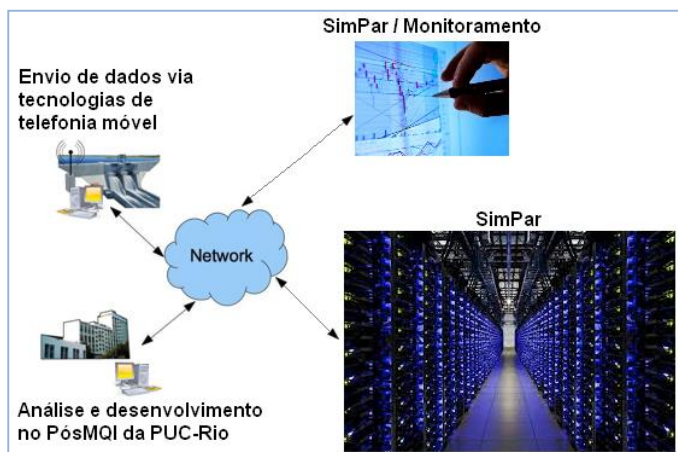 SimPar / Monitoramento
Envio de dados via
tecnologias de
telefonia móvel
SimPar
Network
Análise e desenvolvimento
no PósMQI da PUC-Rio